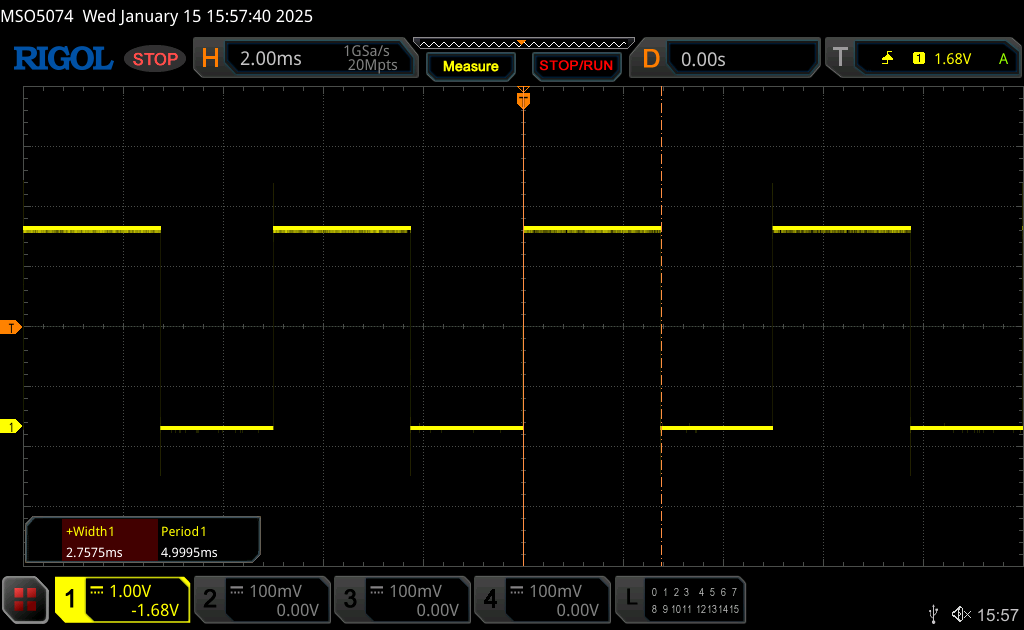 MSO5074 Wed January 15 15:57:40 2025
RIGOL STOP H 2.00ms 1GSa/s 20Mpts Measure STOP/RUN D 0.00s T 1 1.68V A
T
T
1
+Width1 Period1
2.7575ms 4.9995ms
1 1.00V -1.68V
2 100mV 0.00V
3 100mV 0.00V
4 100mV 0.00V
L 0 1 2 3 4 5 6 7
8 9 10 11 12 13 14 15
15:57